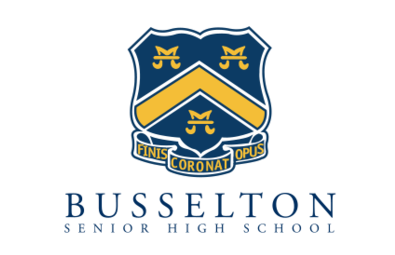 FINIS CORONAT OPUS
BUSSELTON
SENIOR HIGH SCHOOL